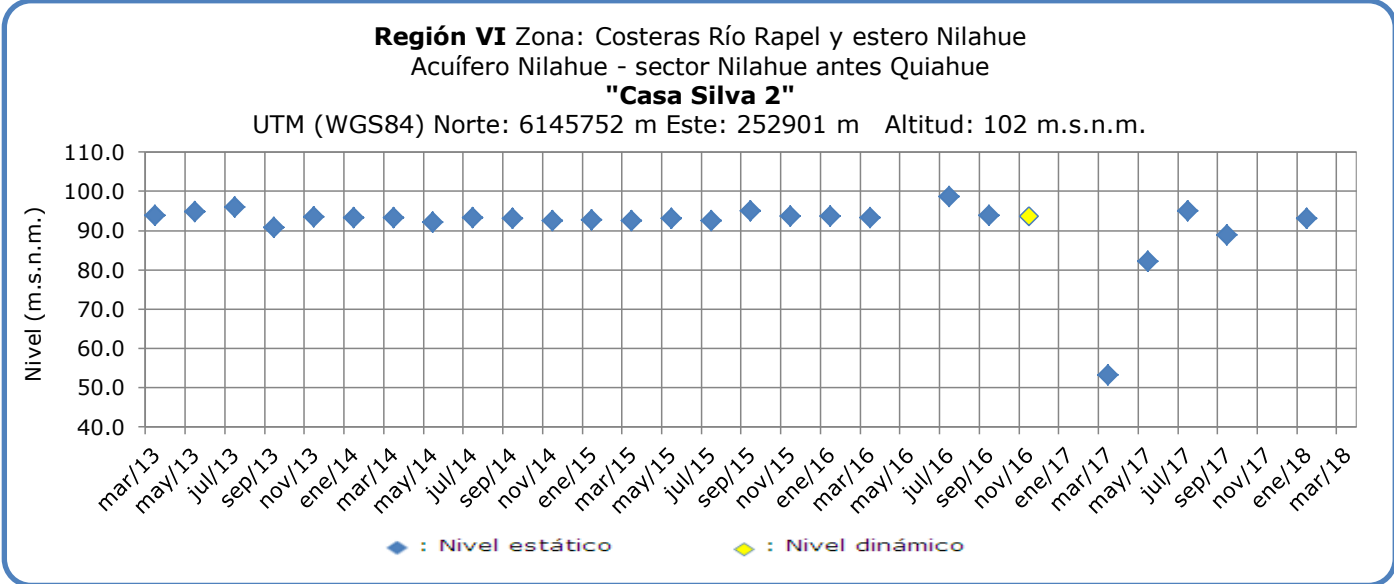 Región VI Zona: Costeras Río Rapel y estero Nilahue
Acuífero Nilahue - sector Nilahue antes Quiahue
"Casa Silva 2"
UTM (WGS84) Norte: 6145752 m Este: 252901 m Altitud: 102 m.s.n.m.
Nivel (m.s.n.m.)
110.0
100.0
90.0
80.0
70.0
60.0
50.0
40.0
mar/13
may/13
jul/13
sep/13
nov/13
ene/14
mar/14
may/14
jul/14
sep/14
nov/14
ene/15
mar/15
may/15
jul/15
sep/15
nov/15
ene/16
mar/16
may/16
jul/16
sep/16
nov/16
ene/17
mar/17
may/17
jul/17
sep/17
nov/17
ene/18
mar/18
: Nivel estático
: Nivel dinámico